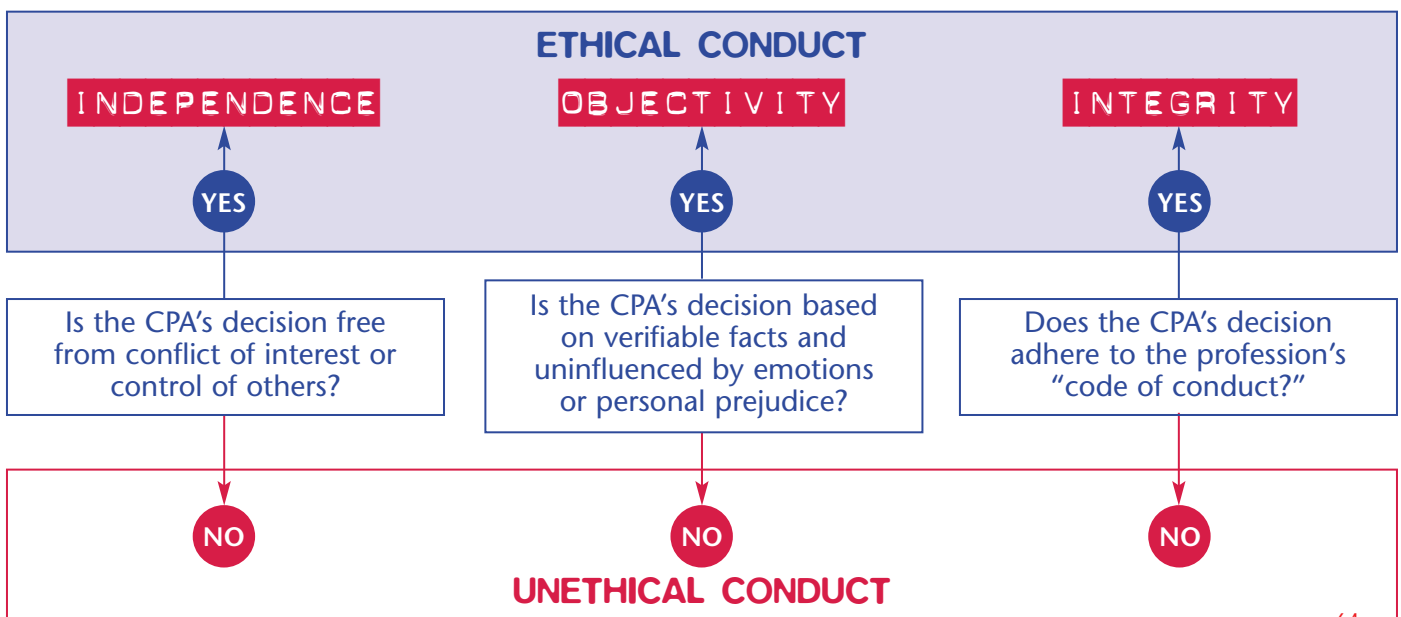 ETHICAL CONDUCT
INDEPENDENCE
OBJECTIVITY
INTEGRITY
YES
YES
YES
Is the CPA’s decision free
from conflict of interest or
control of others?
Is the CPA’s decision based
on verifiable facts and
uninfluenced by emotions
or personal prejudice?
Does the CPA’s decision
adhere to the profession’s
“code of conduct?”
NO
NO
NO
UNETHICAL CONDUCT